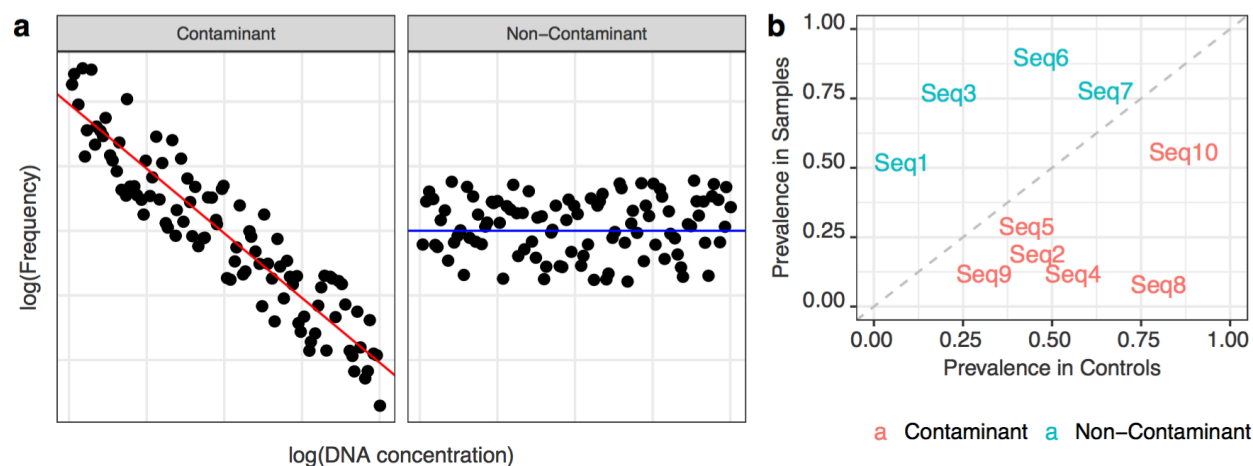 a
Contaminant
Non−Contaminant
log(Frequency)
log(DNA concentration)
b
Prevalence in Samples
1.00
0.75
0.50
0.25
0.00
Seq6
Seq3
Seq7
Seq1
Seq10
Seq5
Seq2
Seq9
Seq4
Seq8
0.00 0.25 0.50 0.75 1.00
Prevalence in Controls
a Contaminant a Non−Contaminant